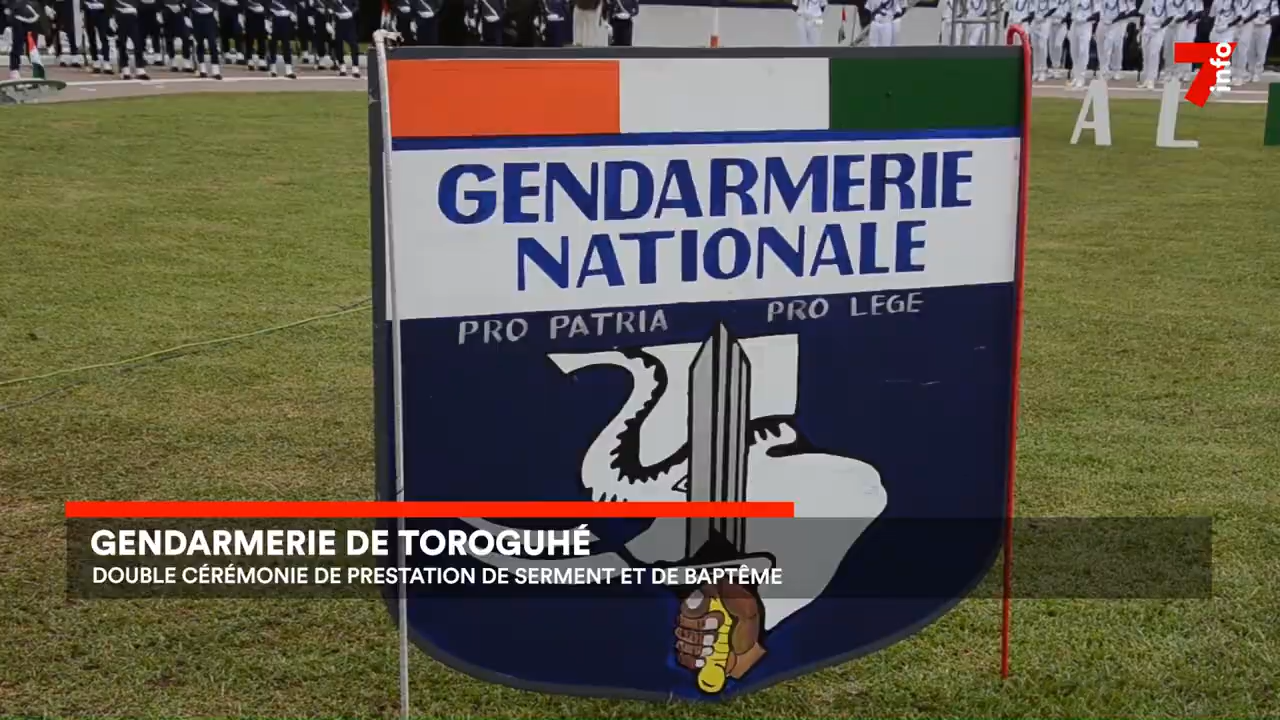 7info
A L
GENDARMERIE
NATIONALE
PRO PATRIA PRO LEGE
GENDARMERIE DE TOROGUHÉ
DOUBLE CÉRÉMONIE DE PRESTATION DE SERMENT ET DE BAPTÊME